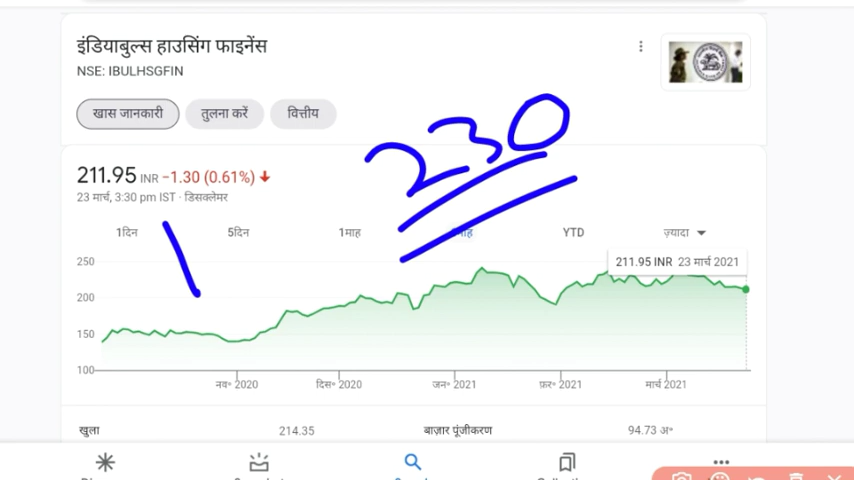 इंडियाबुल्स हाउसिंग फाइनेंस
NSE: IBULHSGFIN
खास जानकारी तुलना करें वित्तीय
230
211.95 INR −1.30 (0.61%) ↓
23 मार्च, 3:30 pm IST · डिसक्लेमर
1दिन 5दिन 1माह YTD ज़्यादा
211.95 INR 23 मार्च 2021
250
200
150
100
नव॰ 2020 दिस॰ 2020 जन॰ 2021 फ़र॰ 2021 मार्च 2021
खुला 214.35 बाज़ार पूंजीकरण 94.73 अ॰